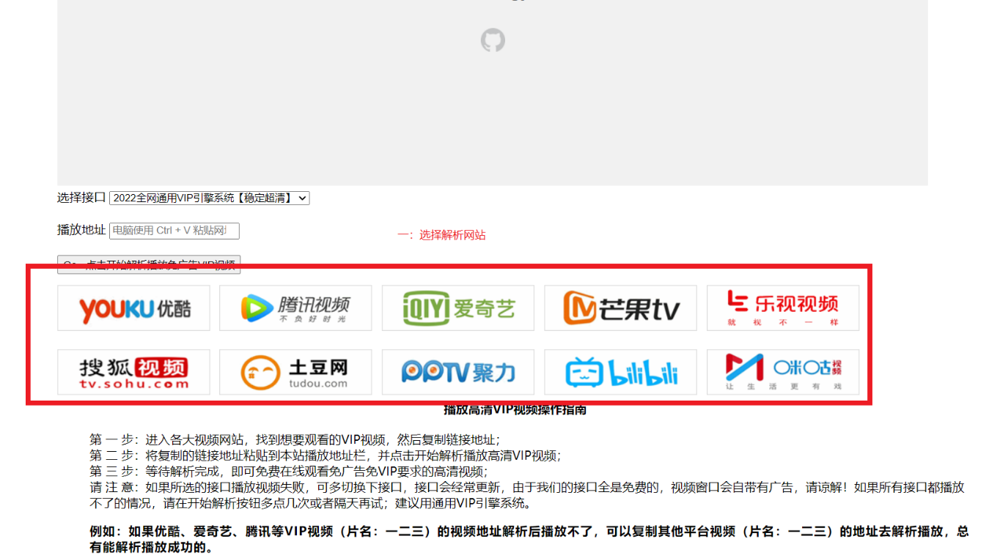 选择接口 2022全网通用VIP引擎系统【稳定超清】
播放地址 电脑使用 Ctrl + V 粘贴网
一：选择解析网站
点击开始解析播放免广告VIP视频
YOUKU 优酷
腾讯视频
不负好时光
iQIYI 爱奇艺
芒果tv
乐视视频
就视不一样
搜狐视频
tv.sohu.com
土豆网
tudou.com
PPTV 聚力
bilibili
咪咕视频
让生活更有戏
播放高清VIP视频操作指南
第 一 步：进入各大视频网站，找到想要观看的VIP视频，然后复制链接地址；
第 二 步：将复制的链接地址粘贴到本站播放地址栏，并点击开始解析播放高清VIP视频；
第 三 步：等待解析完成，即可免费在线观看免广告免VIP要求的高清视频；
请 注 意：如果所选的接口播放视频失败，可多切换下接口，接口会经常更新，由于我们的接口全是免费的，视频窗口会自带有广告，请谅解！如果所有接口都播放
不了的情况，请在开始解析按钮多点几次或者隔天再试；建议用通用VIP引擎系统。
例如：如果优酷、爱奇艺、腾讯等VIP视频（片名：一二三）的视频地址解析后播放不了，可以复制其他平台视频（片名：一二三）的地址去解析播放，总
有能解析播放成功的。